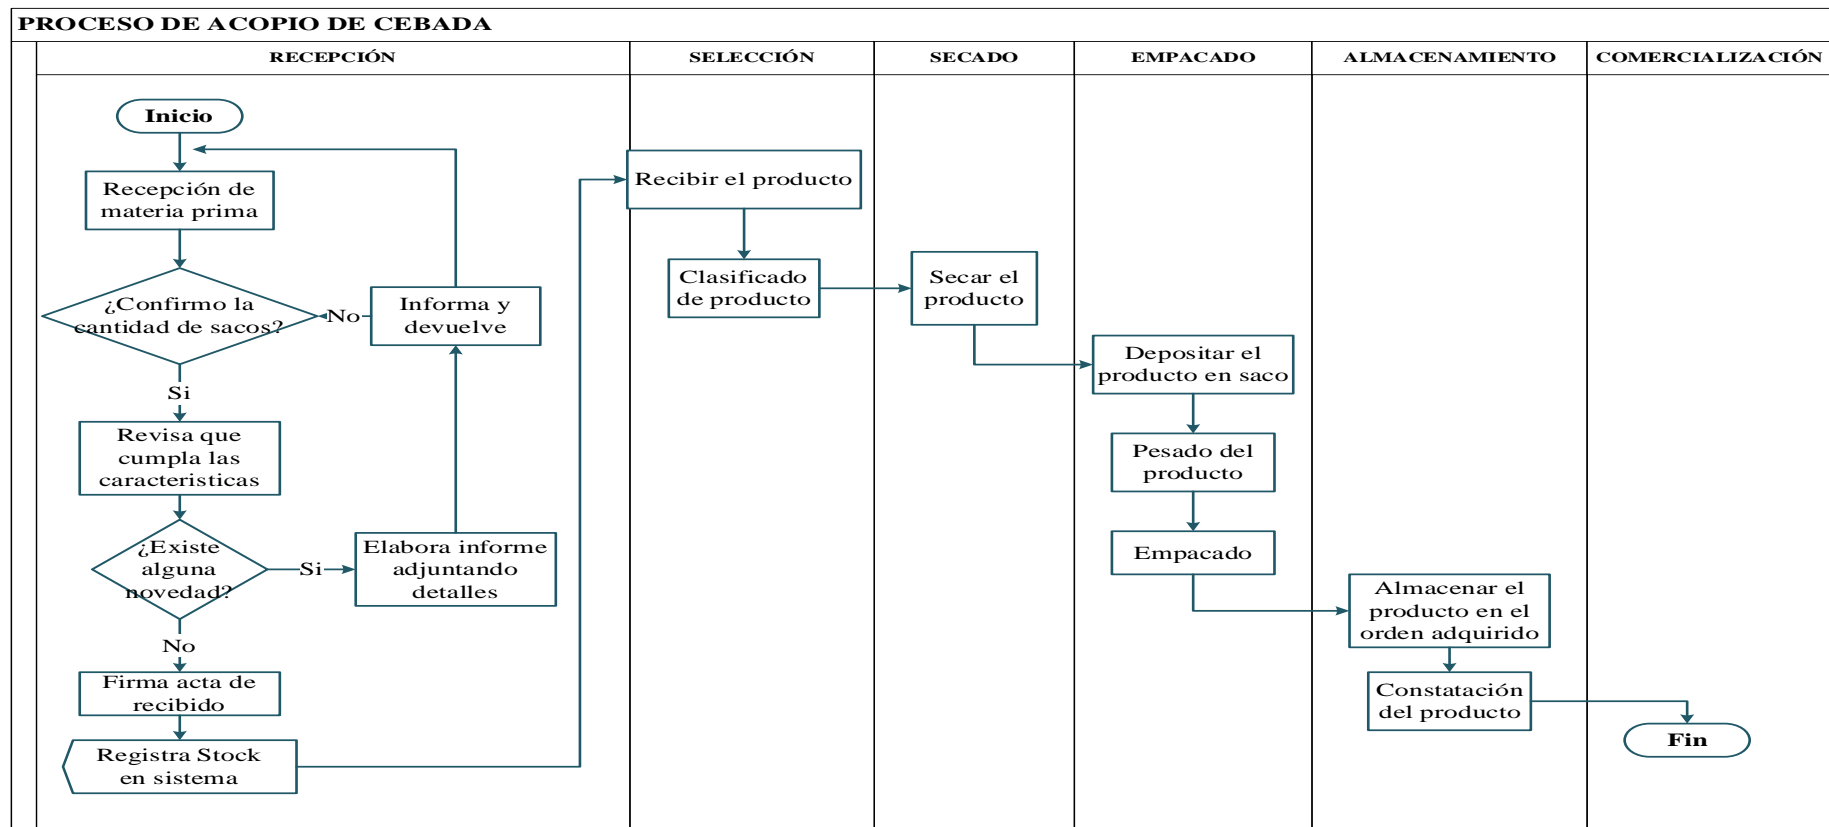 PROCESO DE ACOPIO DE CEBADA
RECEPCIÓN
SELECCIÓN
SECADO
EMPACADO
ALMACENAMIENTO
COMERCIALIZACIÓN
Inicio
Recepción de
materia prima
¿Confirmo la
cantidad de sacos?
No
Informa y
devuelve
Si
Revisa que
cumpla las
caracteristicas
¿Existe
alguna
novedad?
Si
Elabora informe
adjuntando
detalles
No
Firma acta de
recibido
Registra Stock
en sistema
Recibir el producto
Clasificado
de producto
Secar el
producto
Depositar el
producto en saco
Pesado del
producto
Empacado
Almacenar el
producto en el
orden adquirido
Constatación
del producto
Fin